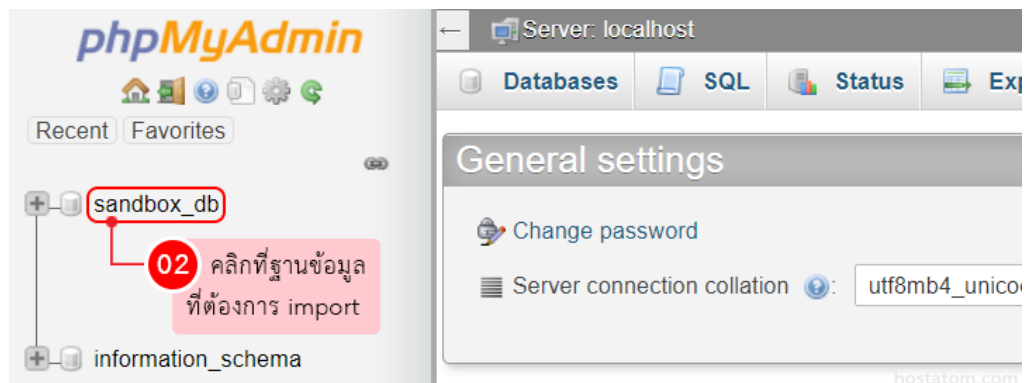 phpMyAdmin
Recent Favorites
sandbox_db
02 คลิกที่ฐานข้อมูล
ที่ต้องการ import
information_schema
← Server: localhost
Databases SQL Status
General settings
Change password
Server connection collation :
hostatom.com